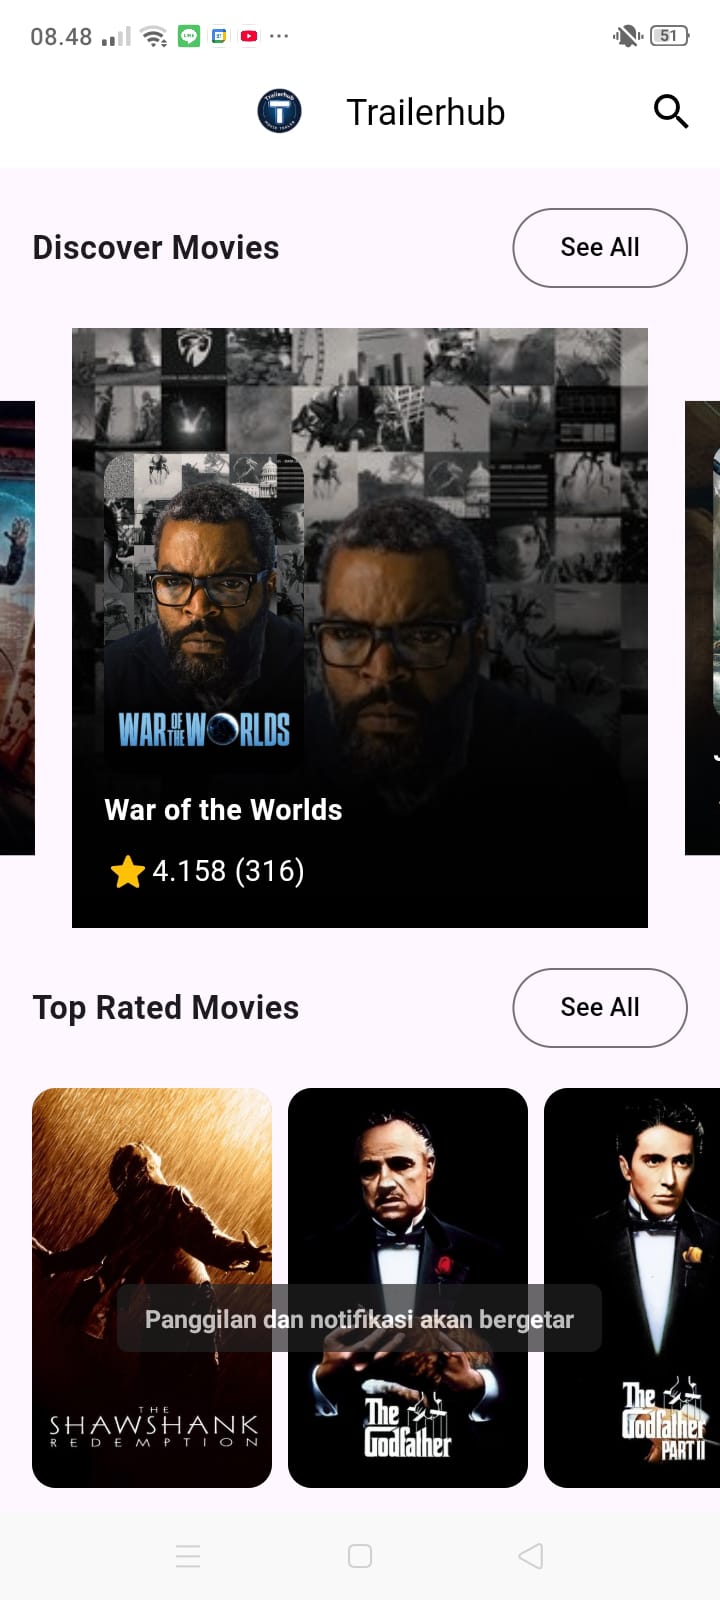 08.48
51
Trailerhub
Discover Movies
See All
WAR OF THE WORLDS
War of the Worlds
4.158 (316)
Top Rated Movies
See All
Panggilan dan notifikasi akan bergetar
THE
SHAWSHANK
REDEMPTION
The
Godfather
The
Godfather
PART II